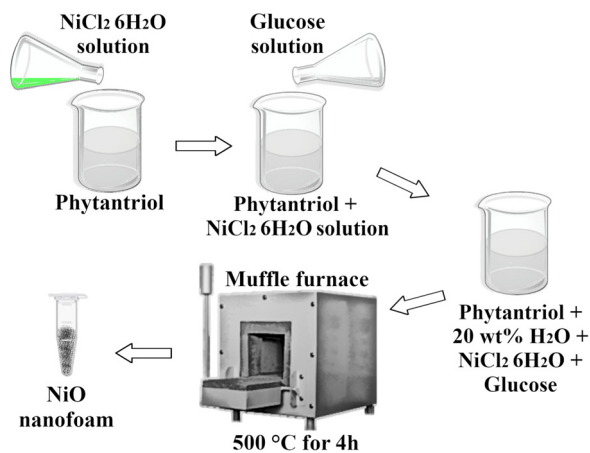 NiCl2 6H2O
solution
Glucose
solution
Phytantriol
Phytantriol +
NiCl2 6H2O solution
Phytantriol +
20 wt% H2O +
NiCl2 6H2O +
Glucose
Muffle furnace
500 °C for 4h
NiO
nanofoam